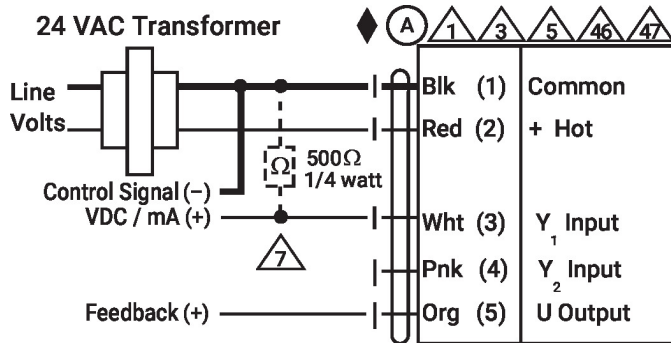 24 VAC Transformer
A 1 3 5 46 47
Line
Volts
Blk (1) Common
Red (2) + Hot
Ω 500Ω
1/4 watt
Control Signal (–)
VDC / mA (+)
7
Wht (3) Y₁ Input
Pnk (4) Y₂ Input
Feedback (+)
Org (5) U Output